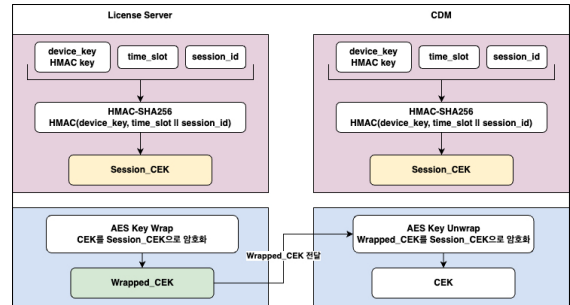 License Server
device_key
HMAC key
time_slot
session_id
HMAC-SHA256
HMAC(device_key, time_slot || session_id)
Session_CEK
AES Key Wrap
CEK를 Session_CEK으로 암호화
Wrapped_CEK
Wrapped_CEK 전달
CDM
device_key
HMAC key
time_slot
session_id
HMAC-SHA256
HMAC(device_key, time_slot || session_id)
Session_CEK
AES Key Unwrap
Wrapped_CEK를 Session_CEK으로 암호화
CEK